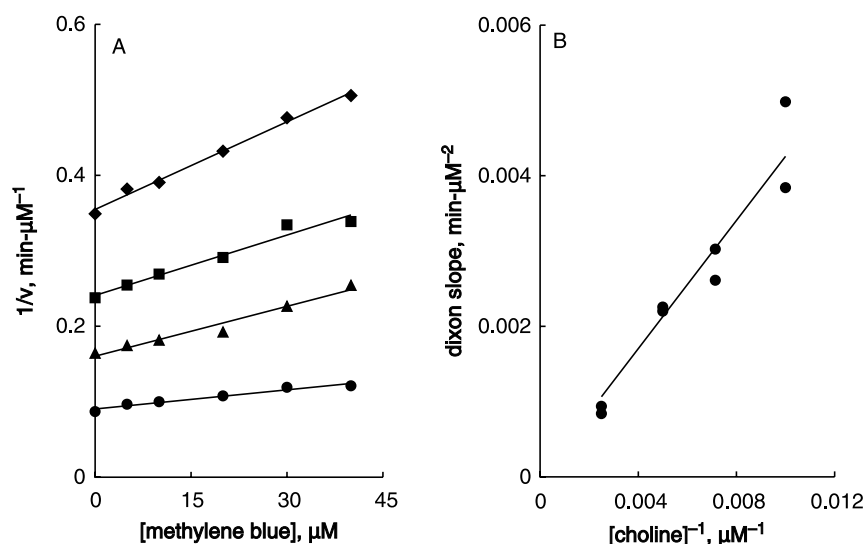 A
0.6
0.4
0.2
0
1/v, min-µM⁻¹
0 15 30 45
[methylene blue], µM
B
0.006
0.004
0.002
0
dixon slope, min-µM⁻²
0 0.004 0.008 0.012
[choline]⁻¹, µM⁻¹